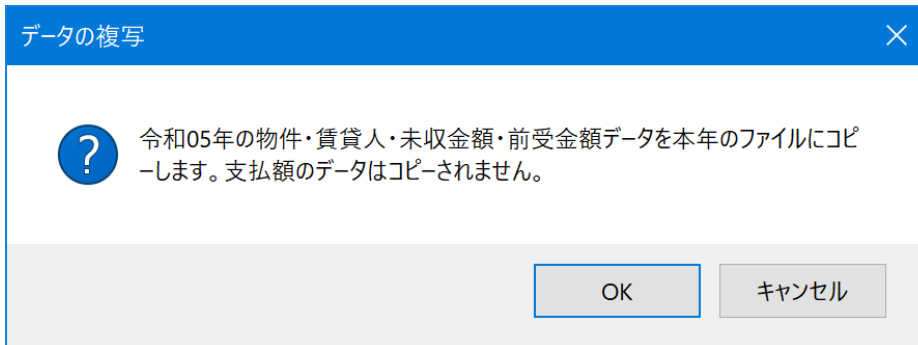 データの複写
令和05年の物件・賃貸人・未収金額・前受金額データを本年のファイルにコピ
ーします。支払額のデータはコピーされません。
OK
キャンセル